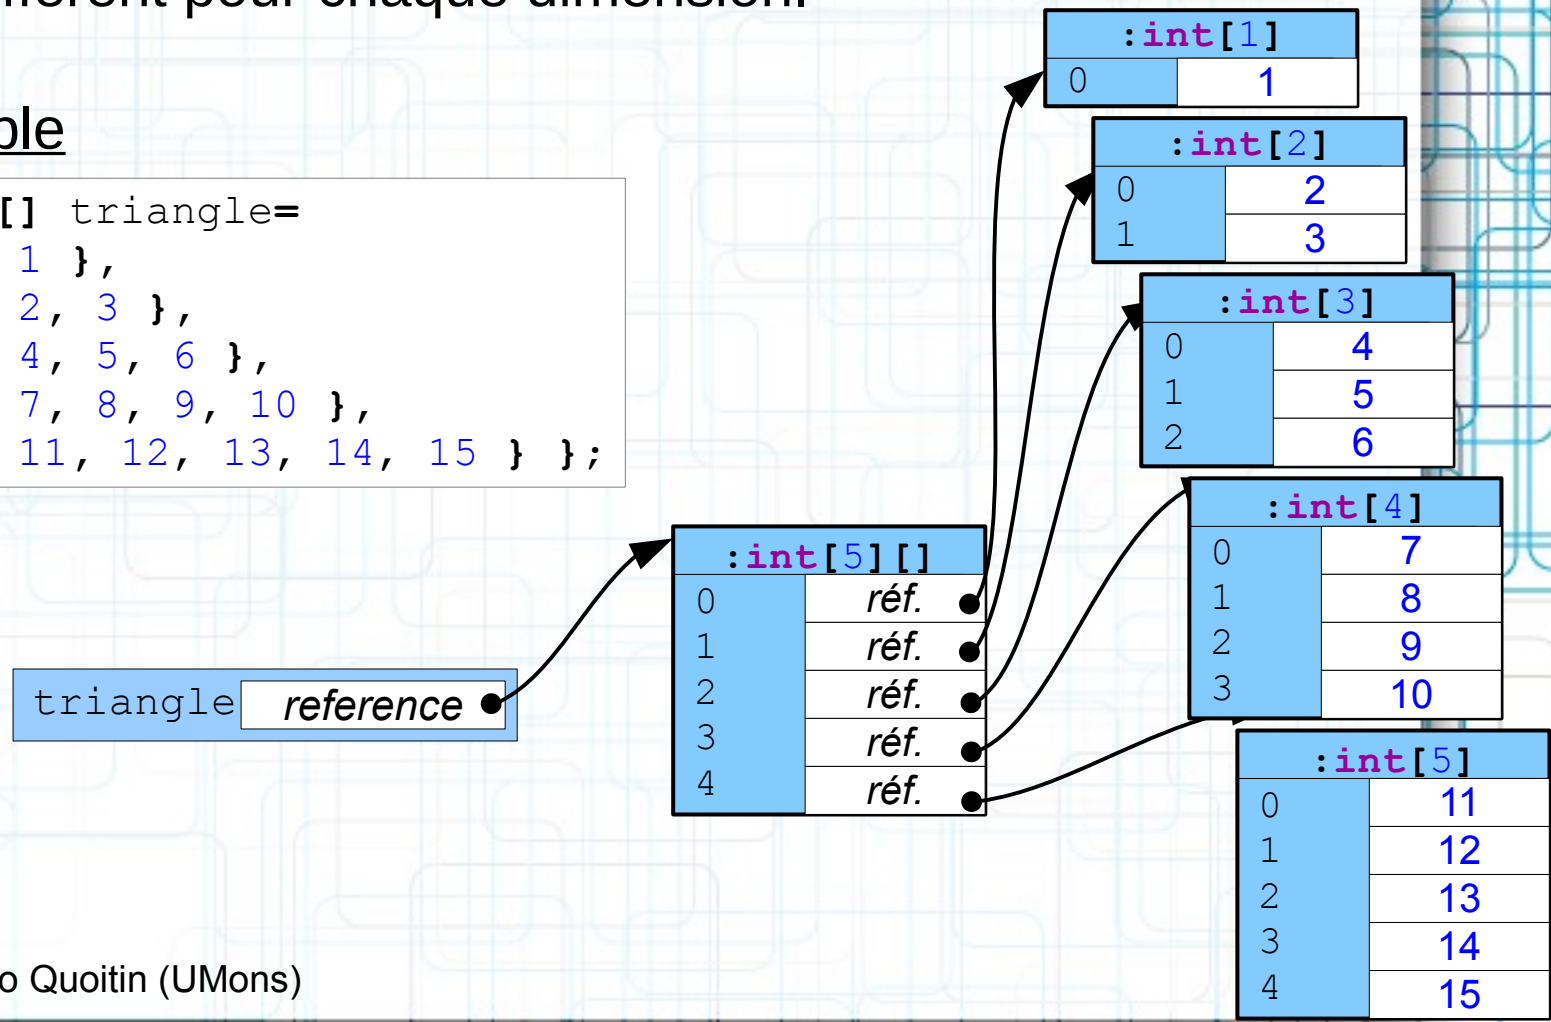 pour chaque dimension.
[] triangle=
1 },
2, 3 },
4, 5, 6 },
7, 8, 9, 10 },
11, 12, 13, 14, 15 } };
triangle reference
:int[5][]
0 réf.
1 réf.
2 réf.
3 réf.
4 réf.
:int[1]
0 1
:int[2]
0 2
1 3
:int[3]
0 4
1 5
2 6
:int[4]
0 7
1 8
2 9
3 10
:int[5]
0 11
1 12
2 13
3 14
4 15
Quoitin (UMons)